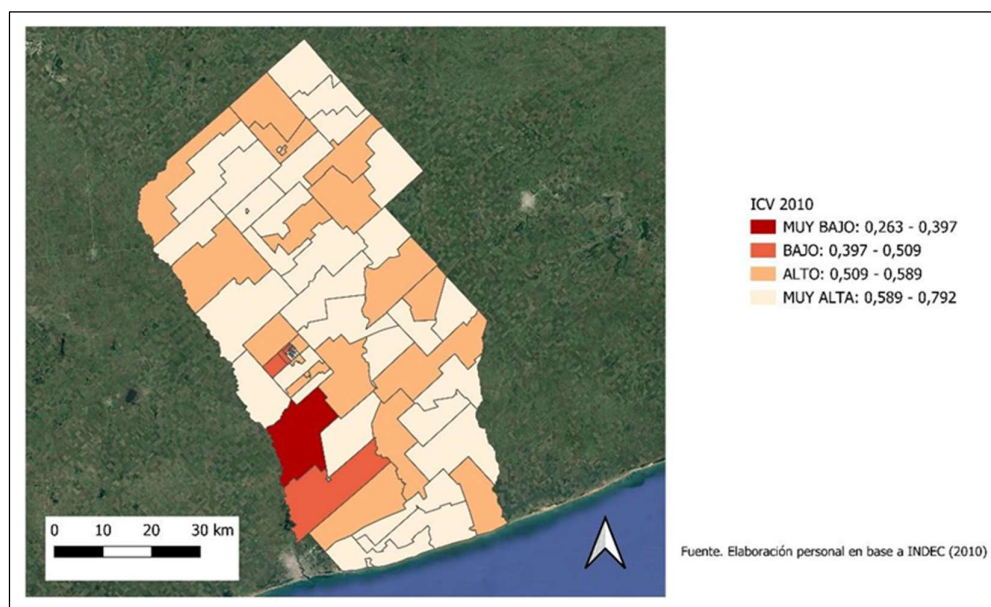 ICV 2010
MUY BAJO: 0,263 - 0,397
BAJO: 0,397 - 0,509
ALTO: 0,509 - 0,589
MUY ALTA: 0,589 - 0,792
0 10 20 30 km
Fuente. Elaboración personal en base a INDEC (2010)